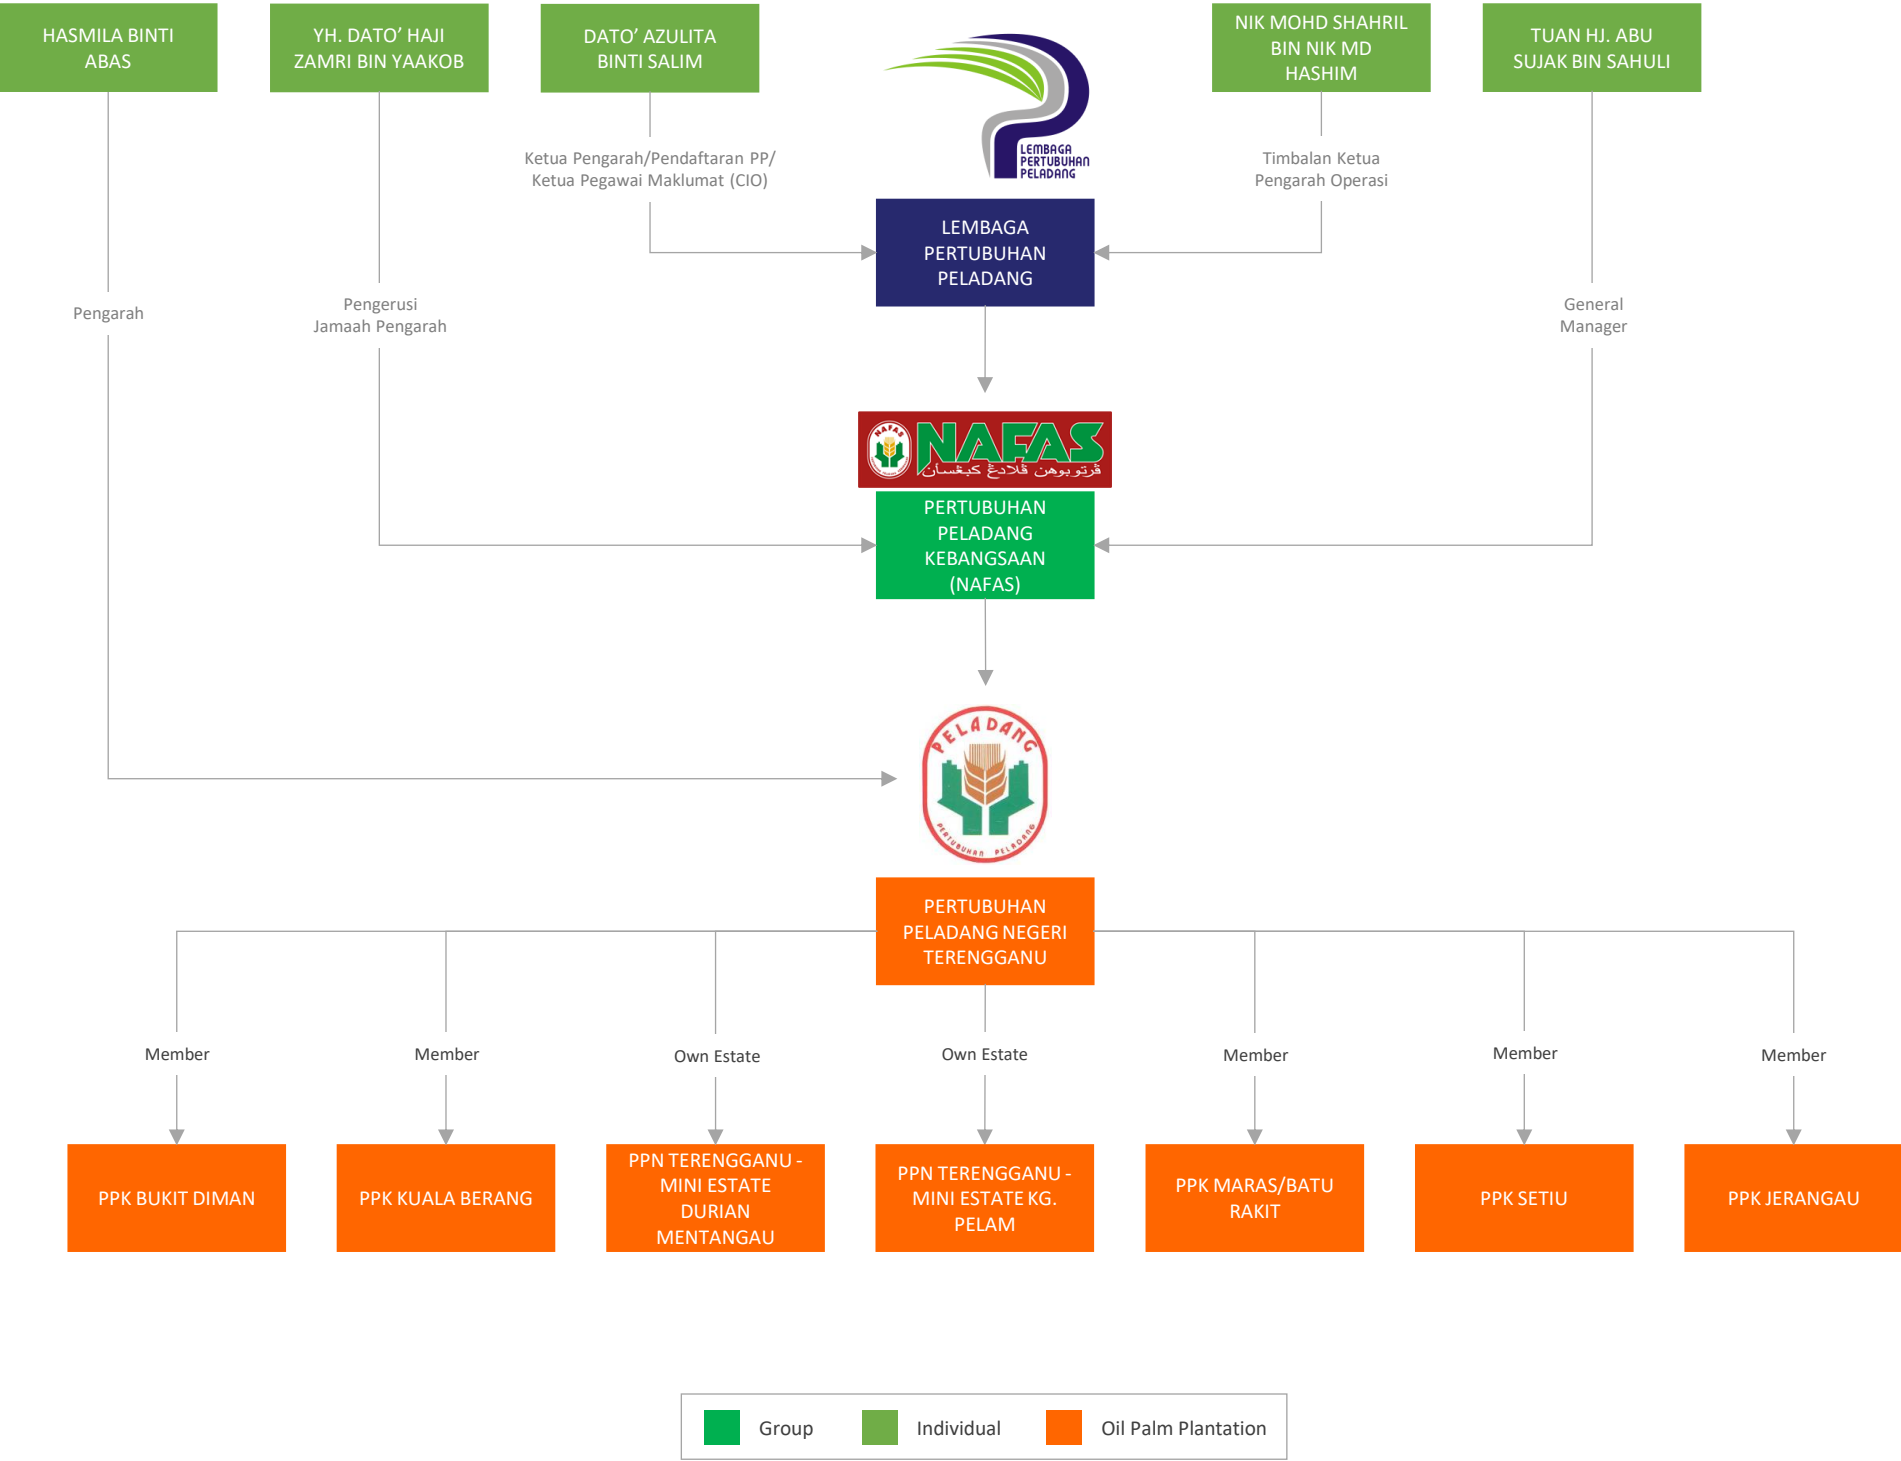 HASMILA BINTI
ABAS
YH. DATO’ HAJI
ZAMRI BIN YAAKOB
DATO’ AZULITA
BINTI SALIM
NIK MOHD SHAHRIL
BIN NIK MD
HASHIM
TUAN HJ. ABU
SUJAK BIN SAHULI
LEMBAGA
PERTUBUHAN
PELADANG
Ketua Pengarah/Pendaftaran PP/
Ketua Pegawai Maklumat (CIO)
Timbalan Ketua
Pengarah Operasi
LEMBAGA
PERTUBUHAN
PELADANG
Pengarah
Pengerusi
Jamaah Pengarah
General
Manager
NAFAS
NAFAS
ڤرتوبوهن ڤلادڠ كبڠسأن
PERTUBUHAN
PELADANG
KEBANGSAAN
(NAFAS)
PELADANG
PERTUBUHAN PELADANG
PERTUBUHAN
PELADANG NEGERI
TERENGGANU
Member
Member
Own Estate
Own Estate
Member
Member
Member
PPK BUKIT DIMAN
PPK KUALA BERANG
PPN TERENGGANU -
MINI ESTATE
DURIAN
MENTANGAU
PPN TERENGGANU -
MINI ESTATE KG.
PELAM
PPK MARAS/BATU
RAKIT
PPK SETIU
PPK JERANGAU
Group
Individual
Oil Palm Plantation